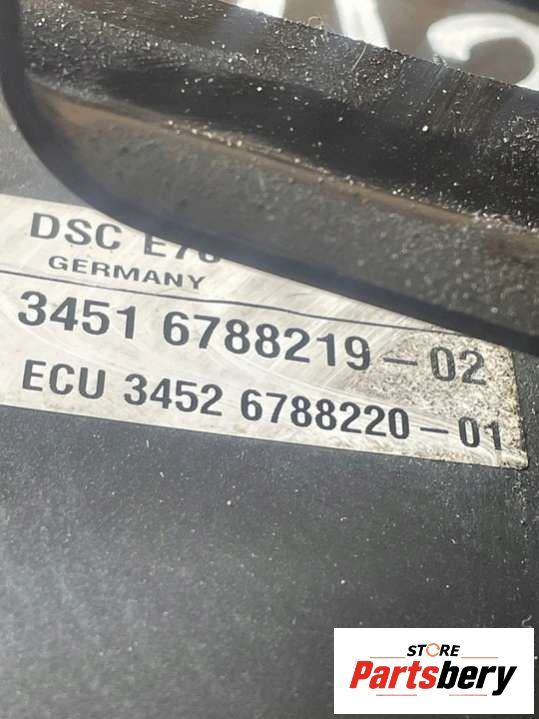 DSC
GERMANY
3451 6788219-02
ECU 3452 6788220-01
STORE
Partsbery